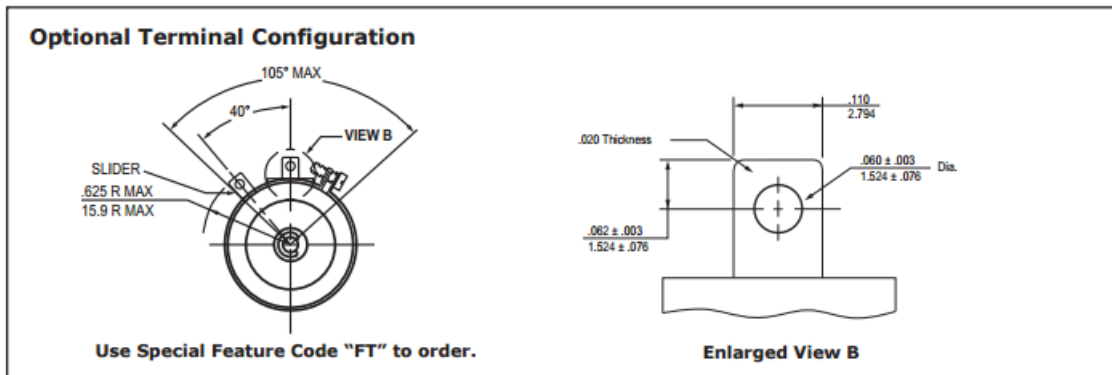 Optional Terminal Configuration
105° MAX
40°
VIEW B
SLIDER
.625 R MAX
15.9 R MAX
Use Special Feature Code “FT” to order.
.110
2.794
.020 Thickness
.060 ± .003 Dia.
1.524 ± .076
.062 ± .003
1.524 ± .076
Enlarged View B